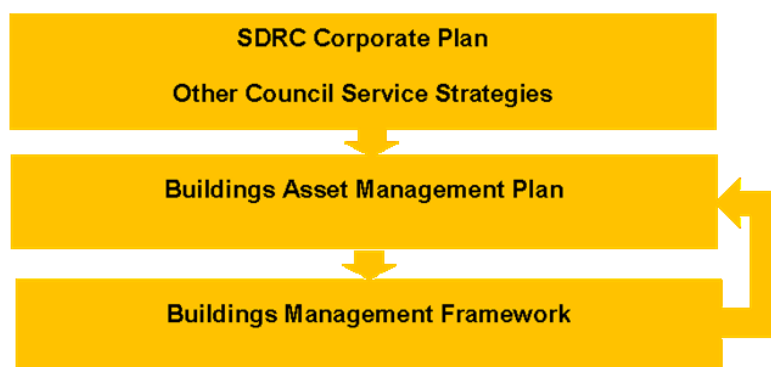 SDRC Corporate Plan
Other Council Service Strategies
Buildings Asset Management Plan
Buildings Management Framework